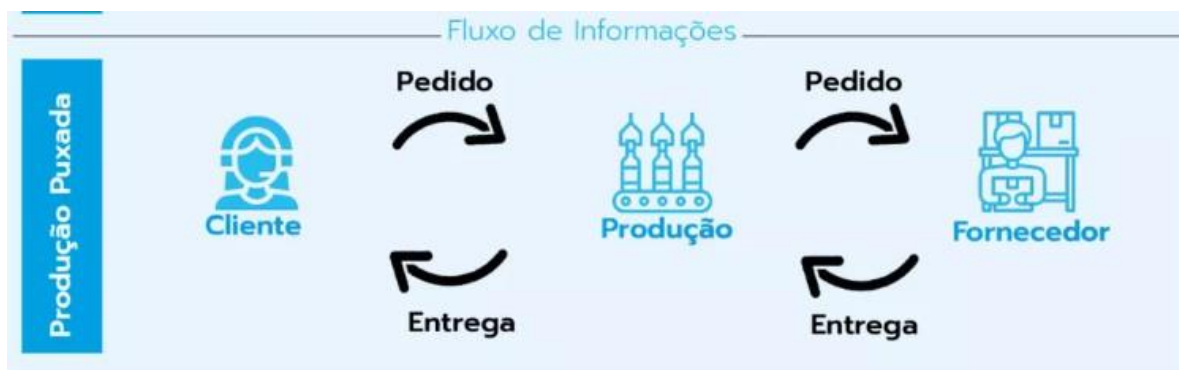 Fluxo de Informações
Produção Puxada
Pedido
Pedido
Cliente
Produção
Fornecedor
Entrega
Entrega